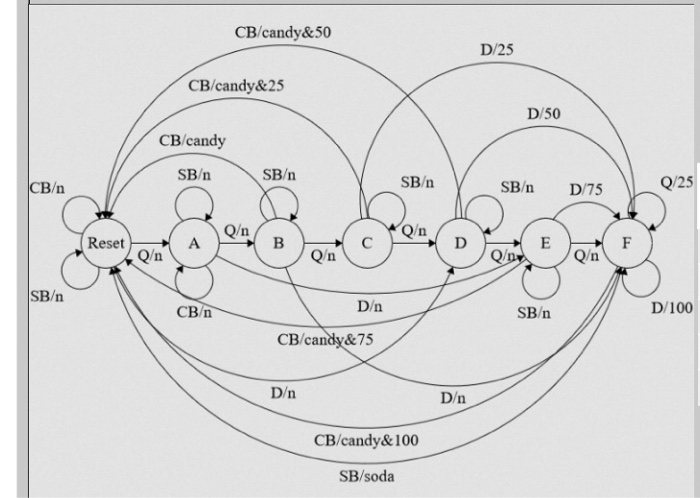 CB/candy&50
D/25
CB/candy&25
D/50
CB/candy
SB/n
SB/n
SB/n
SB/n
D/75
Q/25
CB/n
Reset
Q/n
A
Q/n
B
Q/n
C
Q/n
D
Q/n
E
Q/n
F
SB/n
CB/n
D/n
SB/n
D/100
CB/candy&75
D/n
D/n
CB/candy&100
SB/soda